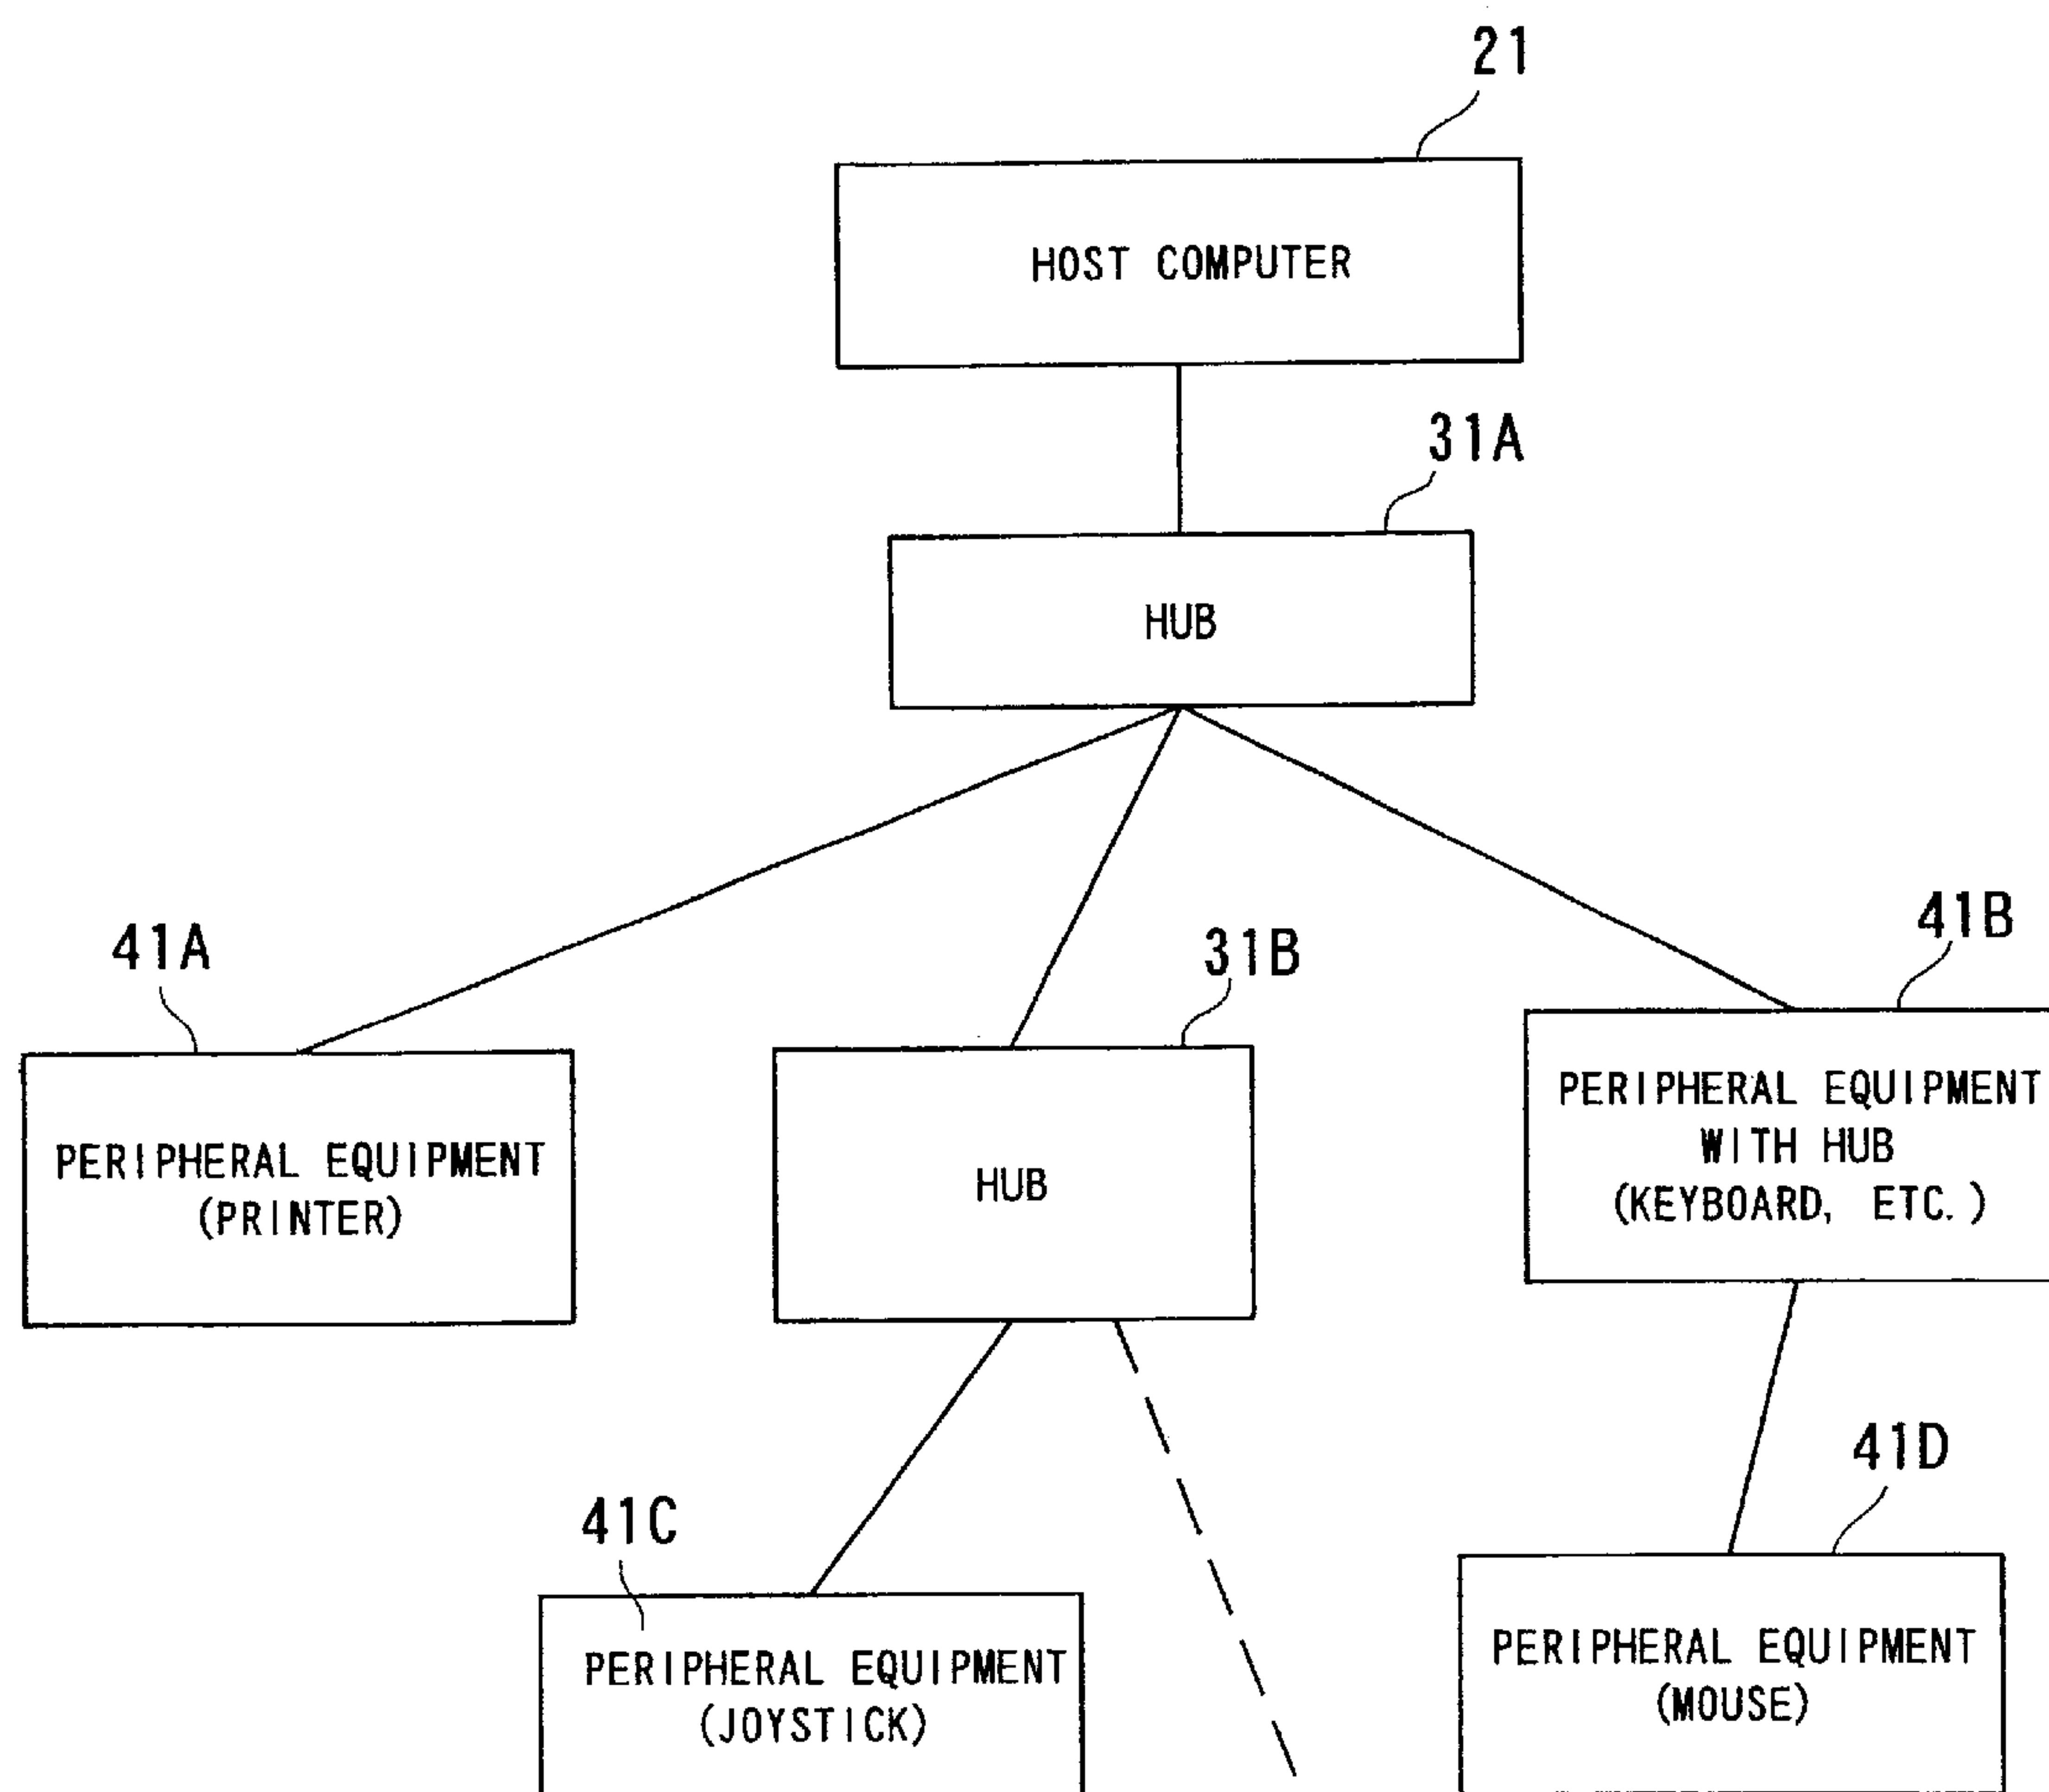 21
HOST COMPUTER
31A
HUB
41A
31B
41B
PERIPHERAL EQUIPMENT
(PRINTER)
HUB
PERIPHERAL EQUIPMENT
WITH HUB
(KEYBOARD, ETC.)
41C
41D
PERIPHERAL EQUIPMENT
(JOYSTICK)
PERIPHERAL EQUIPMENT
(MOUSE)